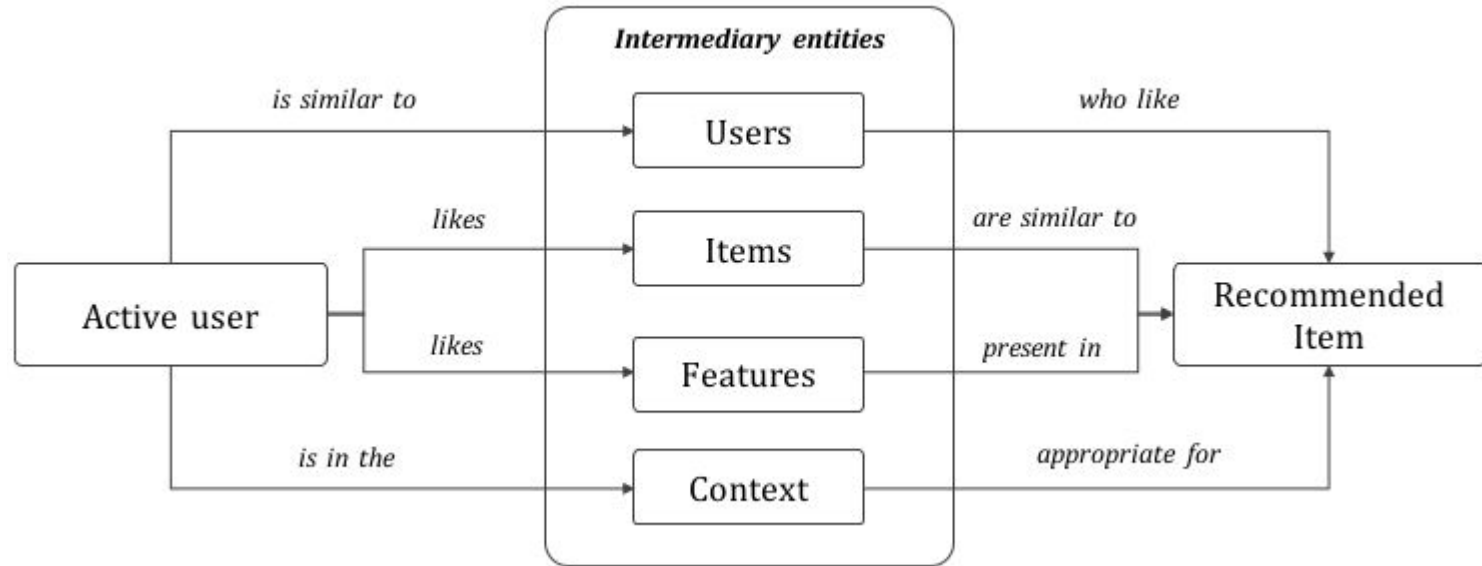 Intermediary entities
is similar to
Users
who like
likes
Items
are similar to
Active user
Recommended
Item
likes
Features
present in
is in the
Context
appropriate for